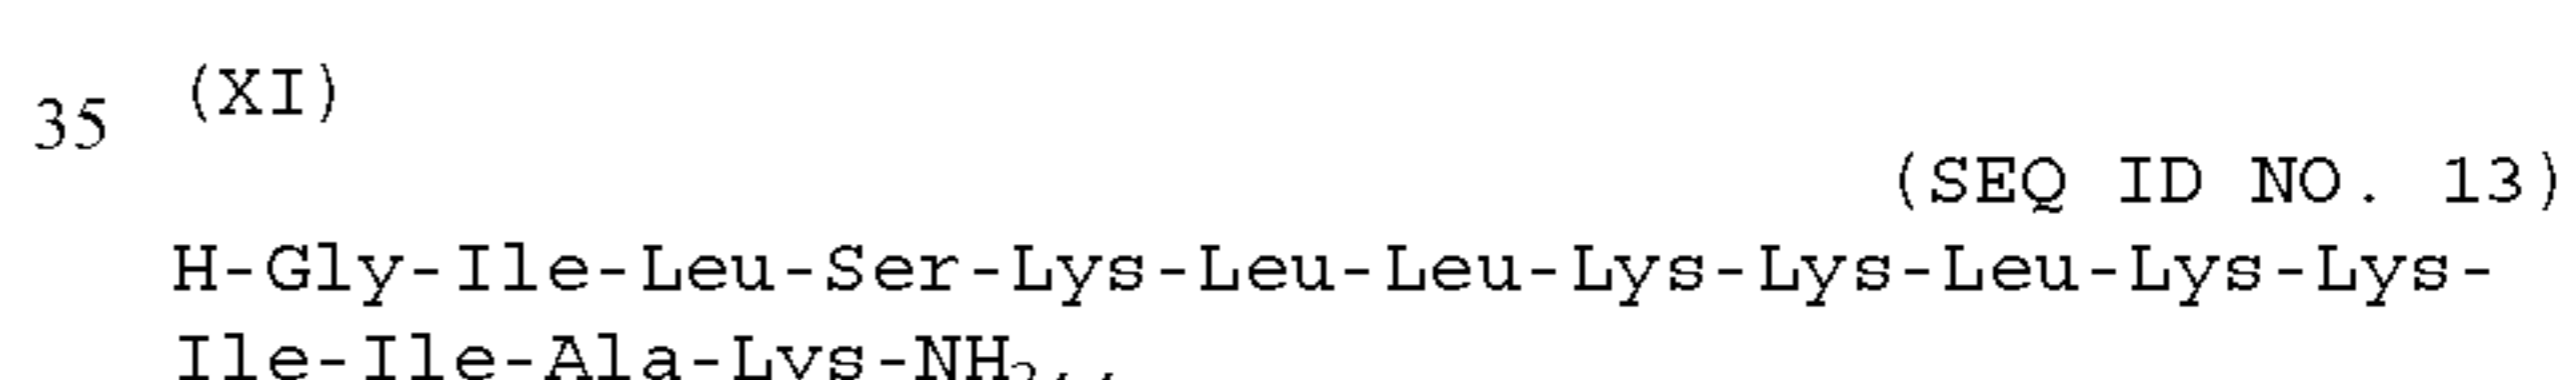 35 (XI)
(SEQ ID NO. 13)
H-Gly-Ile-Leu-Ser-Lys-Leu-Leu-Lys-Lys-Leu-Lys-Lys-
Ile-Ile-Ala-Lys-NH2